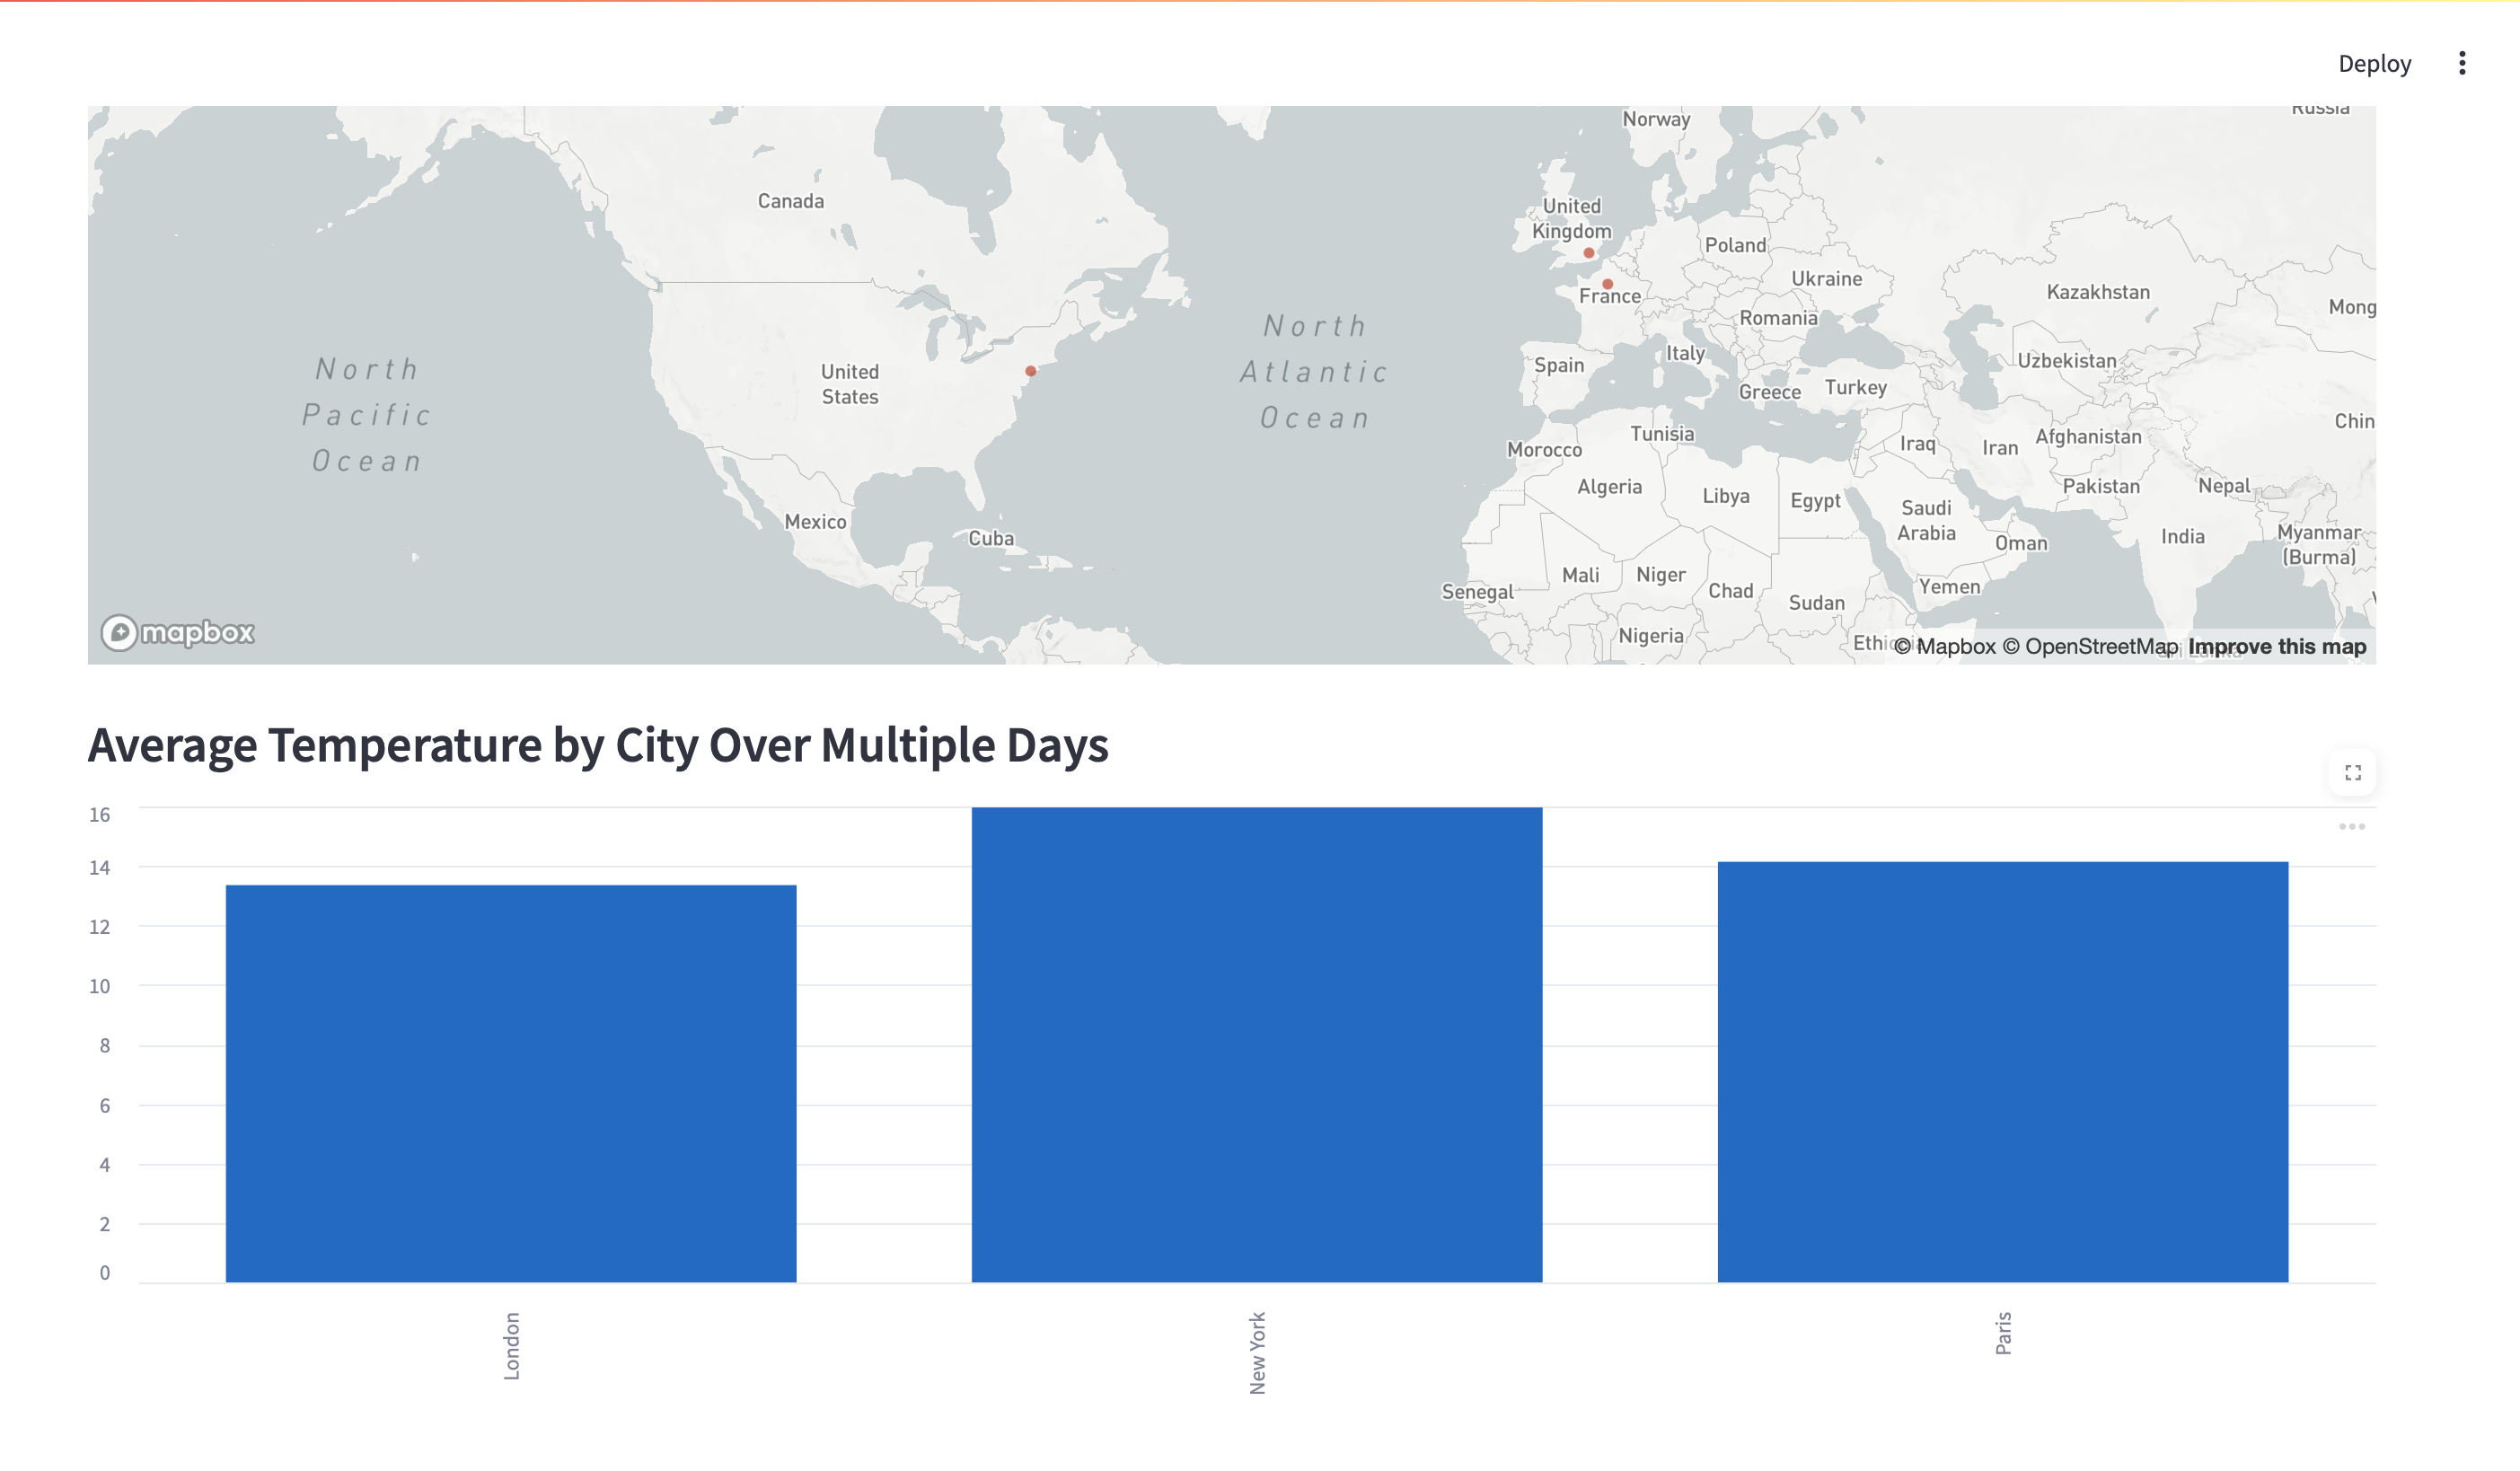 Deploy
Russia
Norway
Canada
United
Kingdom
Poland
Ukraine
France
Kazakhstan
Mong
Romania
North
Atlantic
Ocean
North
Pacific
Ocean
United
States
Spain
Italy
Uzbekistan
Greece
Turkey
Chin
Tunisia
Morocco
Iraq
Iran
Afghanistan
Algeria
Libya
Egypt
Pakistan
Nepal
Saudi
Arabia
Mexico
Cuba
Oman
India
Myanmar
(Burma)
Mali
Niger
Chad
Yemen
Senegal
Sudan
Nigeria
mapbox
© Mapbox © OpenStreetMap Improve this map
Average Temperature by City Over Multiple Days
16
14
12
10
8
6
4
2
0
London
New York
Paris